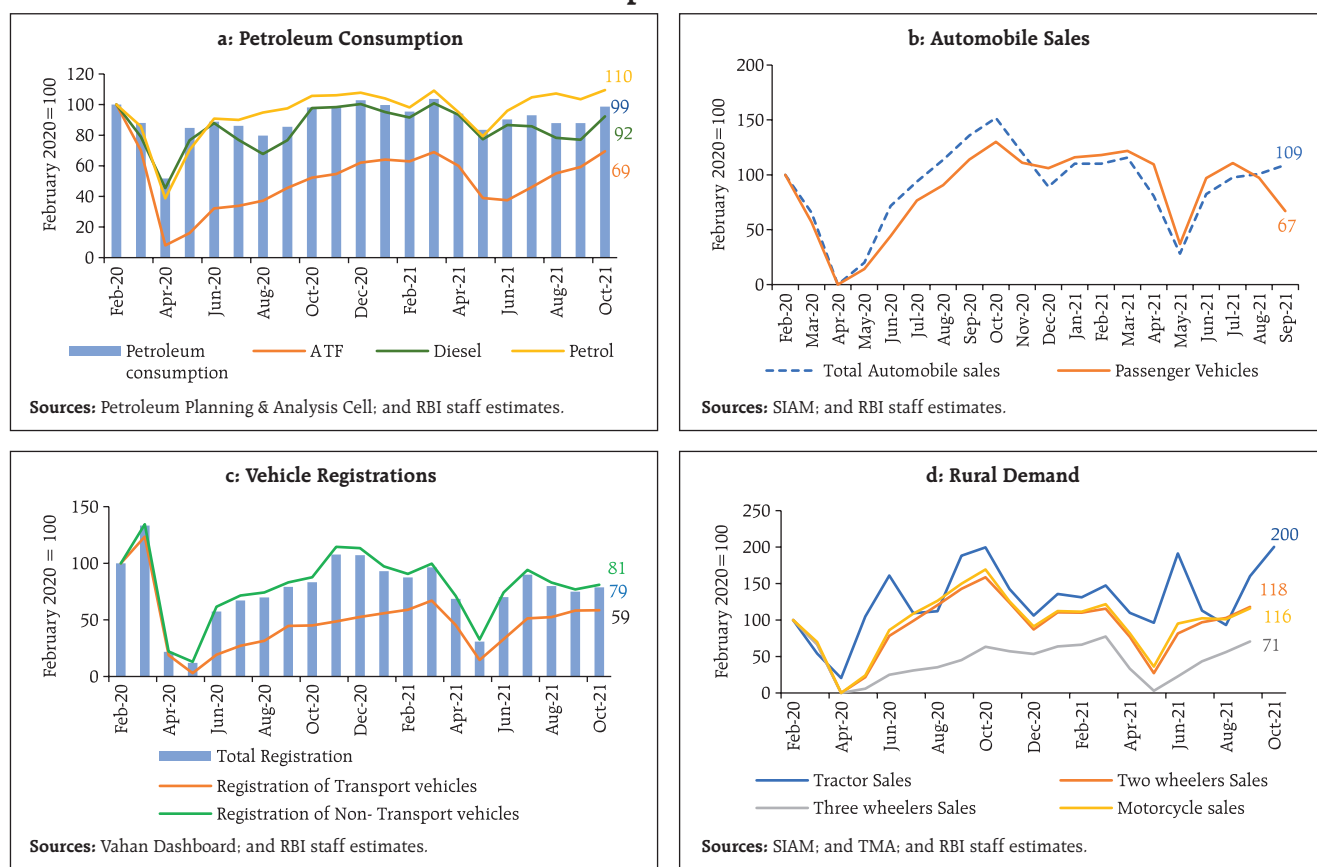 a: Petroleum Consumption
February 2020=100
120
100
80
60
40
20
0
Feb-20
Apr-20
Jun-20
Aug-20
Oct-20
Dec-20
Feb-21
Apr-21
Jun-21
Aug-21
Oct-21
110
99
92
69
Petroleum consumption
ATF
Diesel
Petrol
Sources: Petroleum Planning & Analysis Cell; and RBI staff estimates.
b: Automobile Sales
February 2020=100
200
150
100
50
0
Feb-20
Mar-20
Apr-20
May-20
Jun-20
Jul-20
Aug-20
Sep-20
Oct-20
Nov-20
Dec-20
Jan-21
Feb-21
Mar-21
Apr-21
May-21
Jun-21
Jul-21
Aug-21
Sep-21
109
67
Total Automobile sales
Passenger Vehicles
Sources: SIAM; and RBI staff estimates.
c: Vehicle Registrations
February 2020 = 100
150
100
50
0
Feb-20
Apr-20
Jun-20
Aug-20
Oct-20
Dec-20
Feb-21
Apr-21
Jun-21
Aug-21
Oct-21
81
79
59
Total Registration
Registration of Transport vehicles
Registration of Non- Transport vehicles
Sources: Vahan Dashboard; and RBI staff estimates.
d: Rural Demand
February 2020=100
250
200
150
100
50
0
Feb-20
Apr-20
Jun-20
Aug-20
Oct-20
Dec-20
Feb-21
Apr-21
Jun-21
Aug-21
Oct-21
200
118
116
71
Tractor Sales
Two wheelers Sales
Three wheelers Sales
Motorcycle sales
Sources: SIAM; and TMA; and RBI staff estimates.